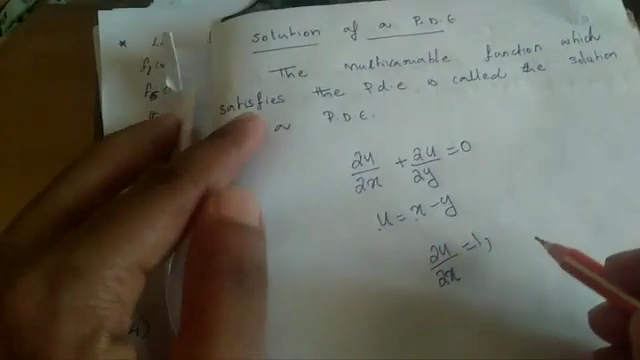 solution of a P.D.E
The multivariable function which
satisfies the P.d.e is called the solution
a P.D.E.
∂u/∂x + ∂u/∂y = 0
u = x - y
∂u/∂x = 1,